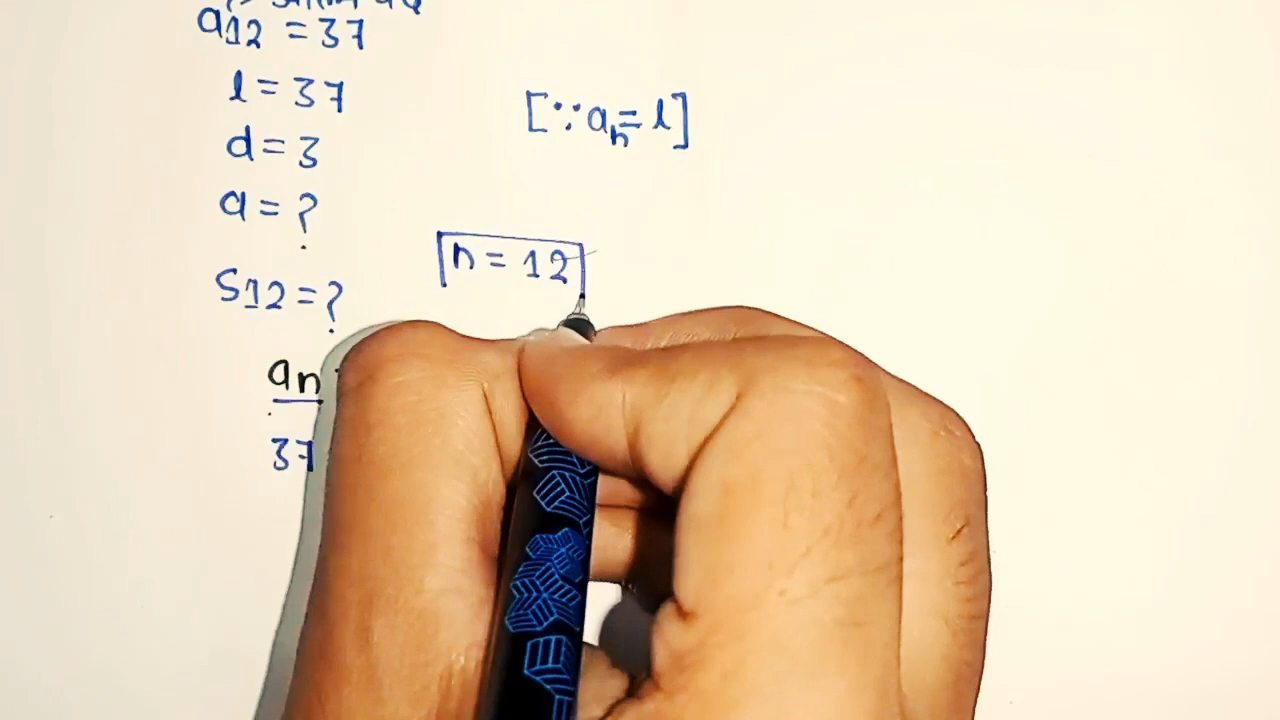 a12 = 37
l = 37
[∵ an = l]
d = 3
a = ?
n = 12
S12 = ?
an
37